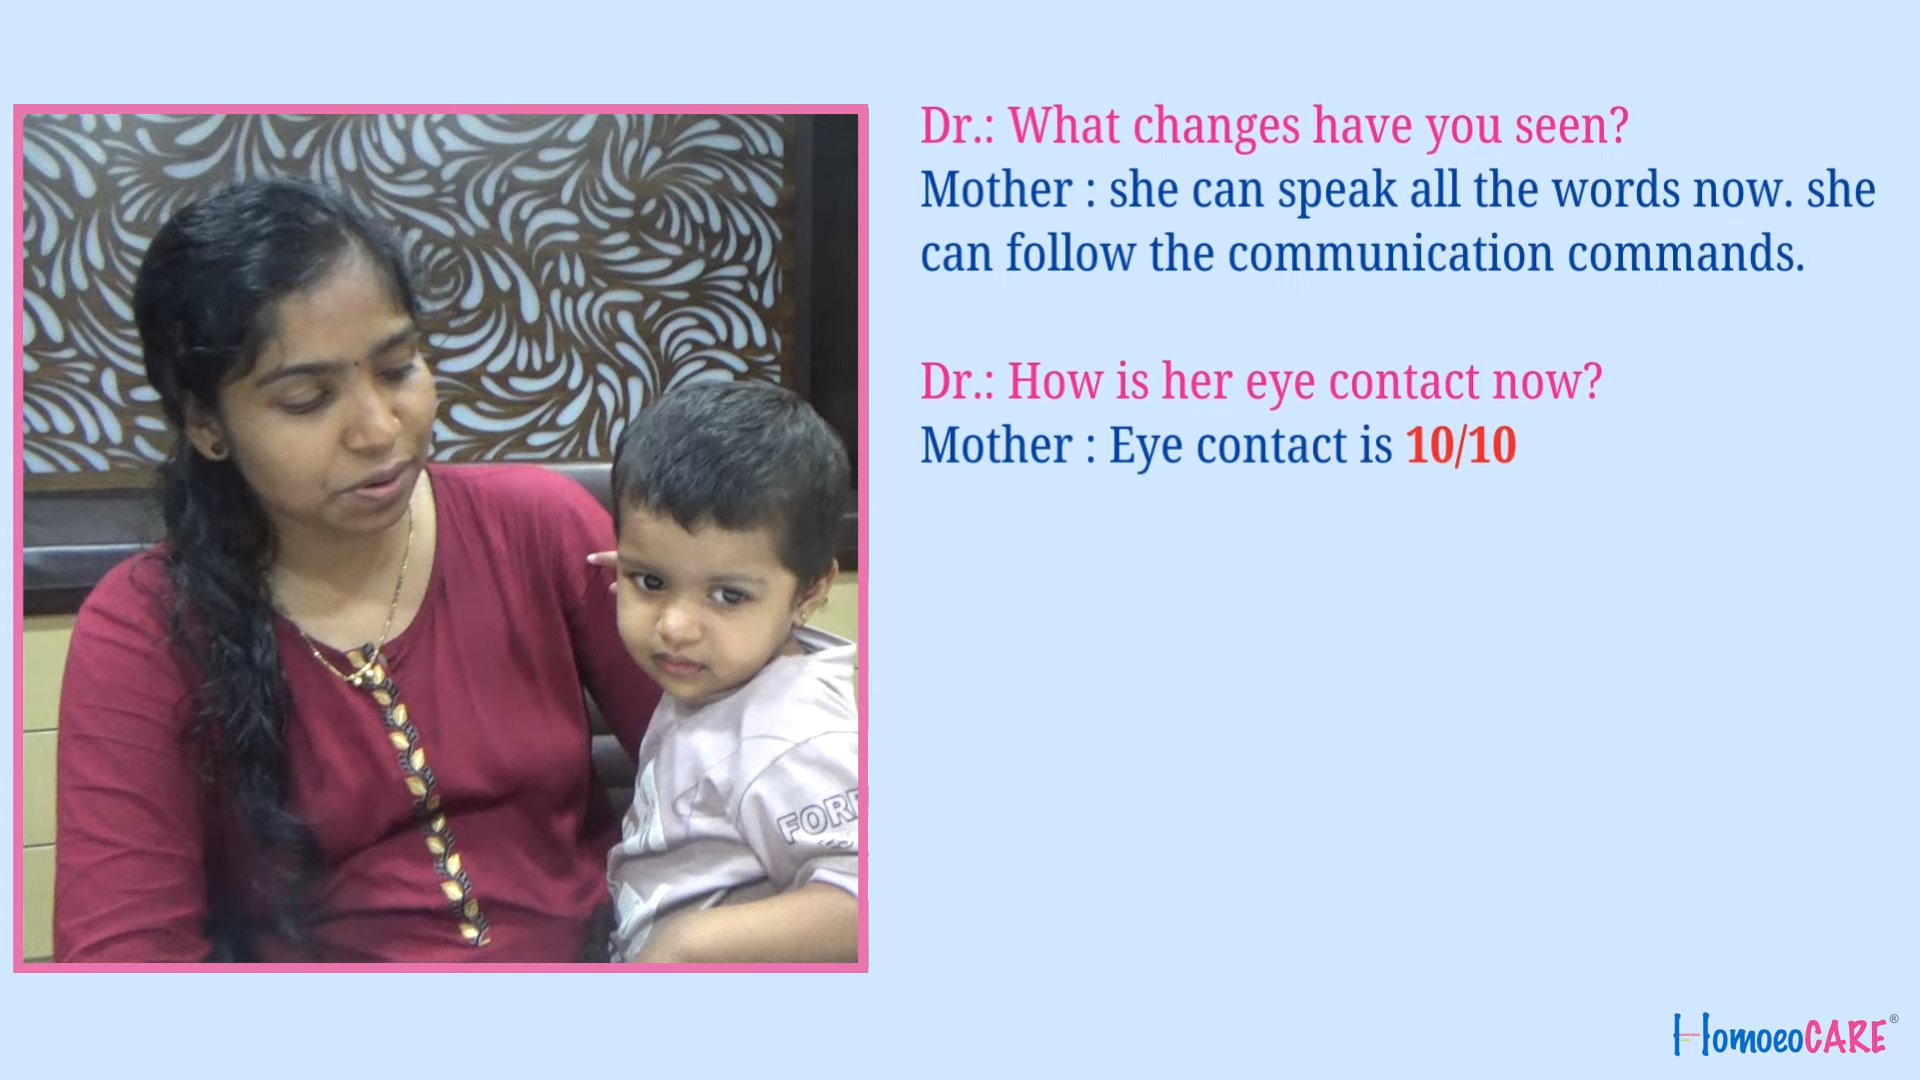 Dr.: What changes have you seen?
Mother : she can speak all the words now. she
can follow the communication commands.
Dr.: How is her eye contact now?
Mother : Eye contact is 10/10
HomoeoCARE®